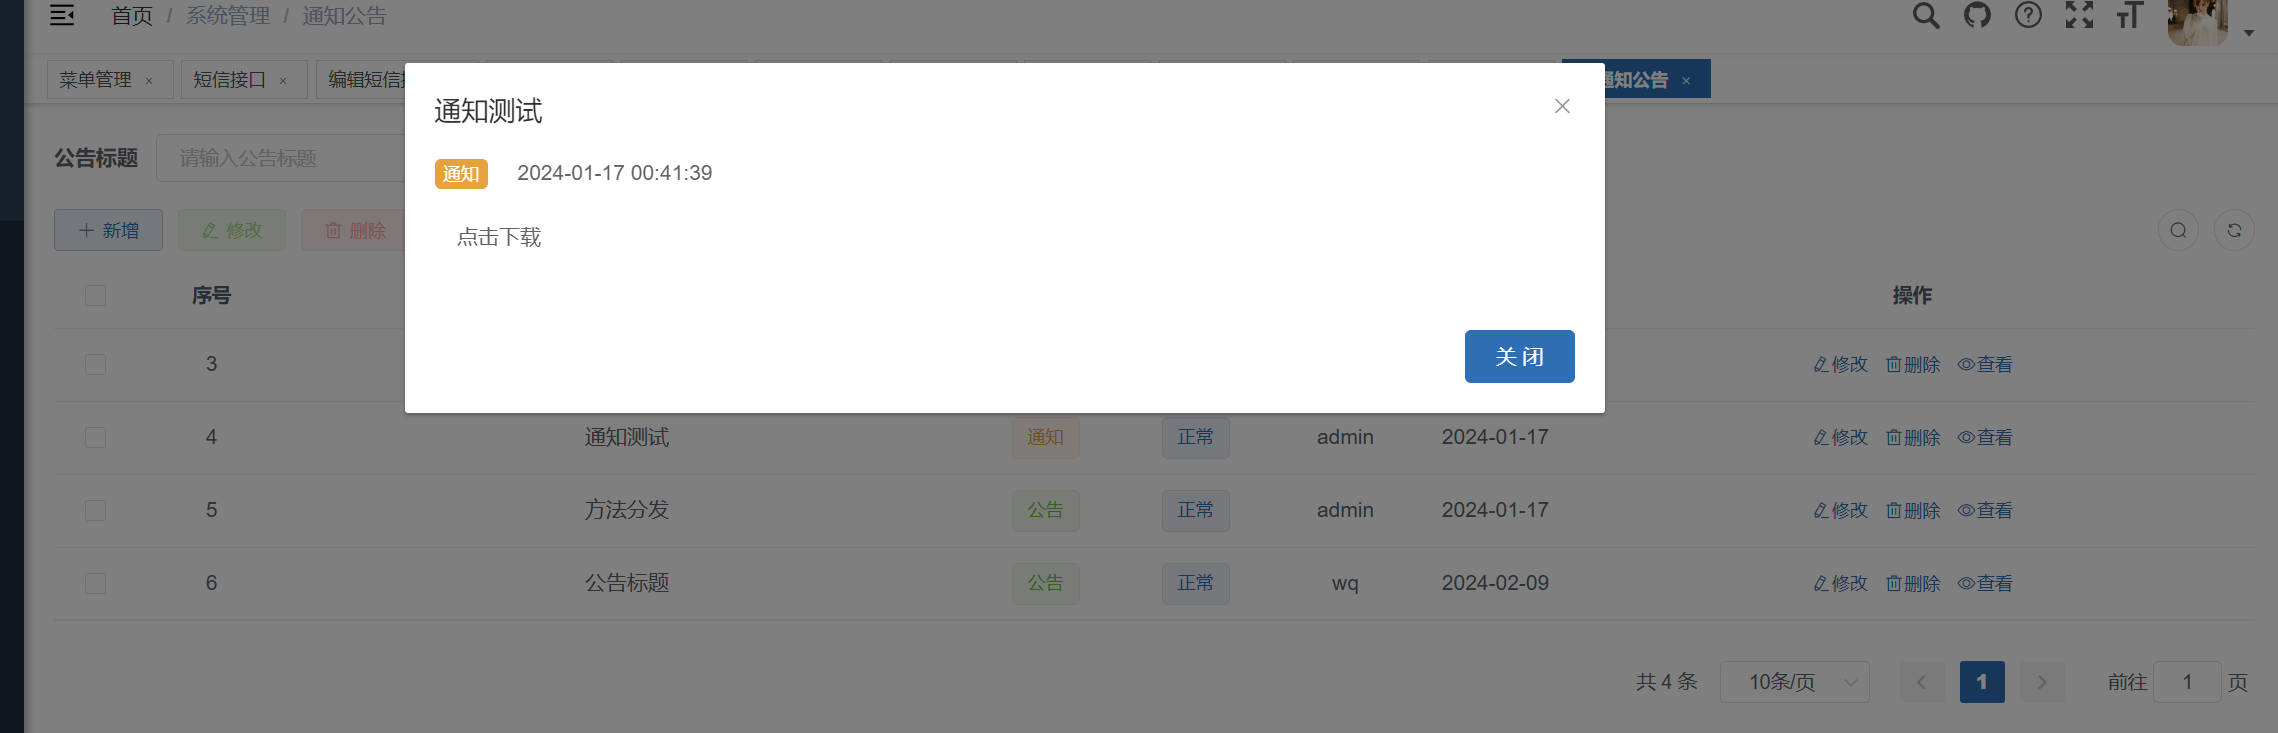 首页 / 系统管理 / 通知公告
菜单管理 × 短信接口 × 编辑短信 通知公告 ×
通知测试
公告标题 请输入公告标题
通知 2024-01-17 00:41:39
+ 新增 修改 删除
点击下载
序号 操作
关 闭
3 修改 删除 查看
4 通知测试 通知 正常 admin 2024-01-17 修改 删除 查看
5 方法分发 公告 正常 admin 2024-01-17 修改 删除 查看
6 公告标题 公告 正常 wq 2024-02-09 修改 删除 查看
共 4 条 10条/页 1 前往 1 页